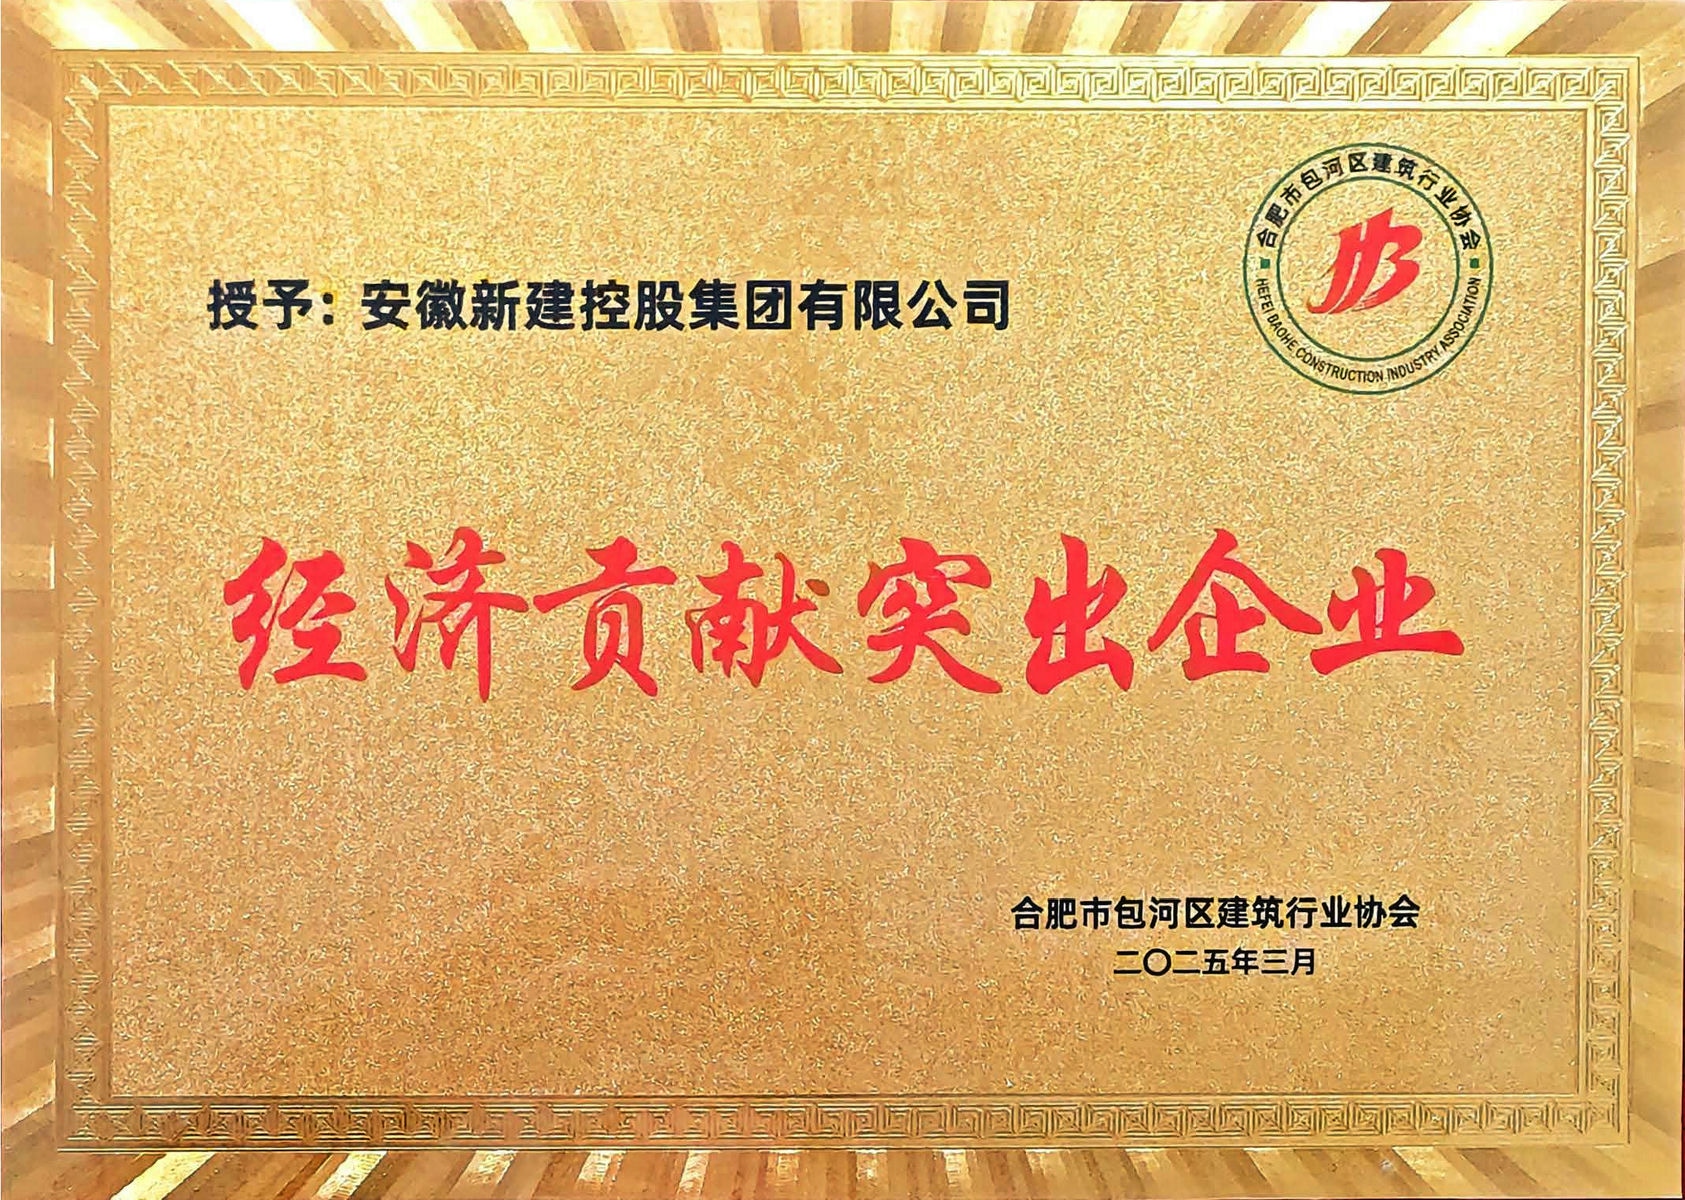 合肥市包河区建筑行业协会
HEFEI BAOHE CONSTRUCTION INDUSTRY ASSOCIATION
授予：安徽新建控股集团有限公司
经济贡献突出企业
合肥市包河区建筑行业协会
二〇二五年三月